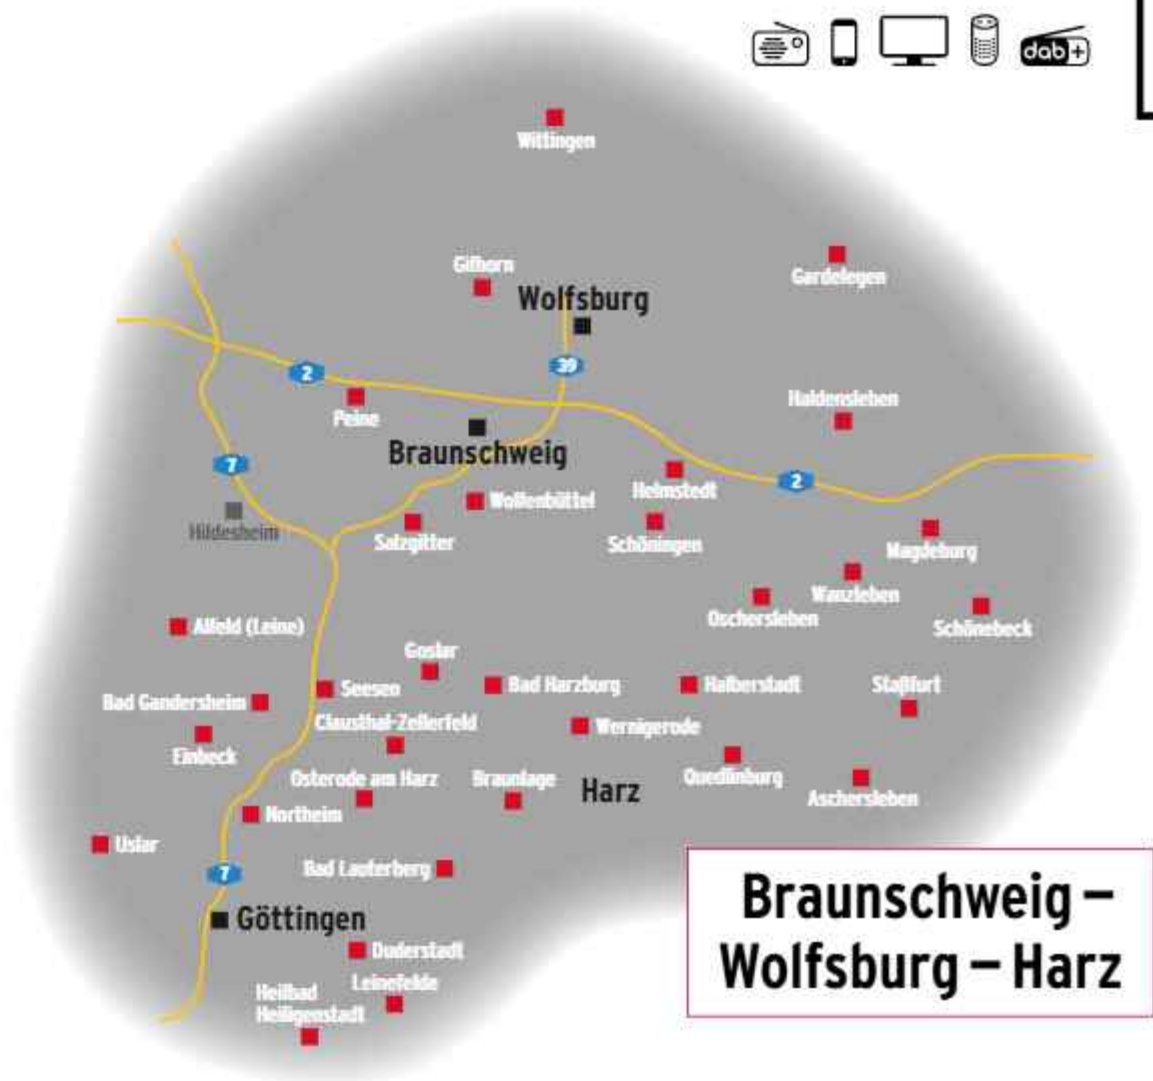 dab+
Wittingen
Gifhorn
Gardelegen
Wolfsburg
39
2
Peine
Haldensleben
Braunschweig
7
2
Helmstedt
Wolfenbüttel
Hildesheim
Salzgitter
Schöningen
Magdeburg
Wanzleben
Oschersleben
Schönebeck
Alfeld (Leine)
Goslar
Bad Gandersheim
Seesen
Bad Harzburg
Halberstadt
Staßfurt
Clausthal-Zellerfeld
Wernigerode
Einbeck
Osterode am Harz
Braunlage
Harz
Quedlinburg
Aschersleben
Northeim
Uslar
Bad Lauterberg
7
Göttingen
Duderstadt
Leinefelde
Heilbad
Heiligenstadt
Braunschweig –
Wolfsburg – Harz